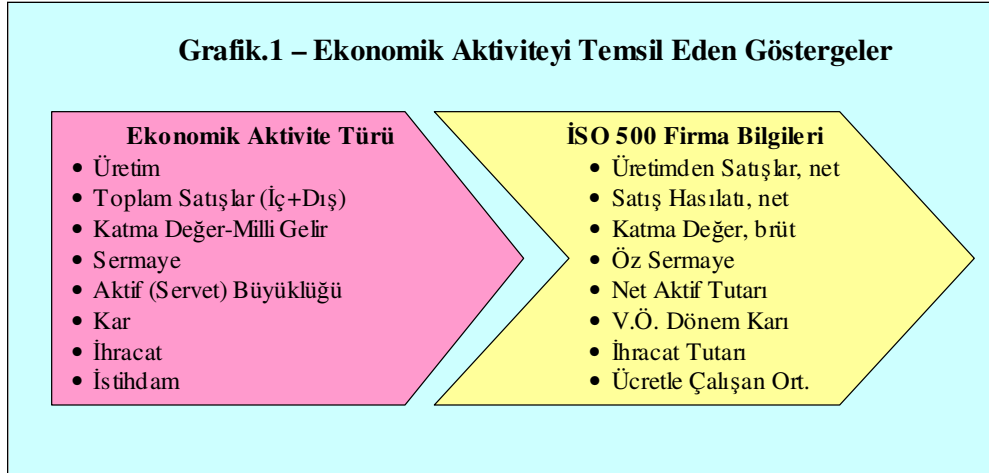 Grafik.1 – Ekonomik Aktiviteyi Temsil Eden Göstergeler
Ekonomik Aktivite Türü
• Üretim
• Toplam Satışlar (İç+Dış)
• Katma Değer-Milli Gelir
• Sermaye
• Aktif (Servet) Büyüklüğü
• Kar
• İhracat
• İstihdam
İSO 500 Firma Bilgileri
• Üretimden Satışlar, net
• Satış Hasılatı, net
• Katma Değer, brüt
• Öz Sermaye
• Net Aktif Tutarı
• V.Ö. Dönem Karı
• İhracat Tutarı
• Ücretle Çalışan Ort.